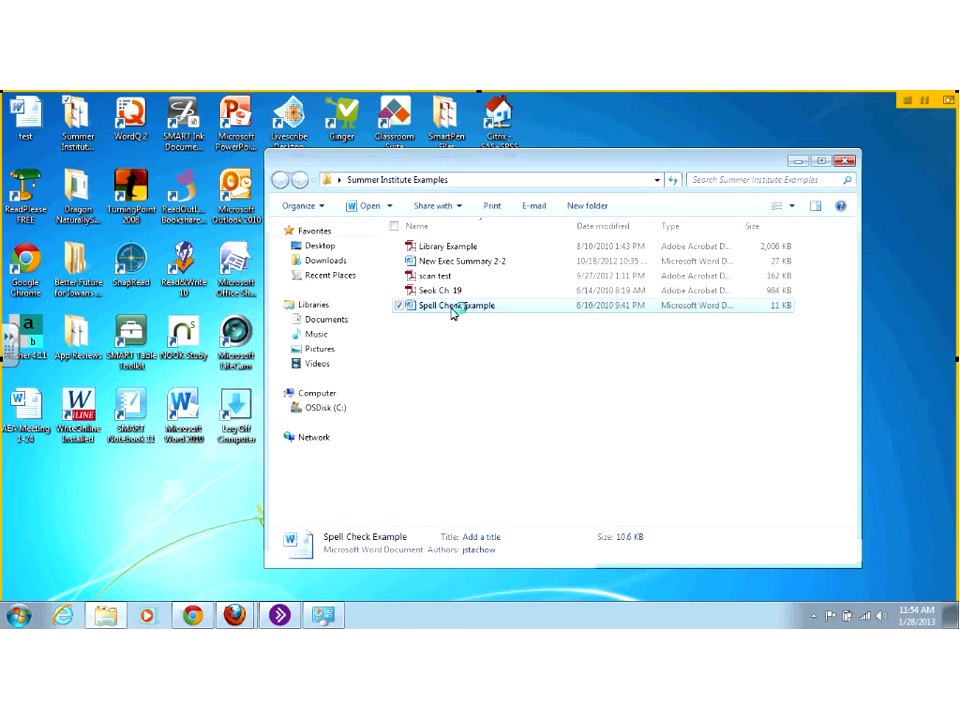 test
Summer Institut...
WordQ 2
SMART Ink Docume...
Microsoft PowerPoi...
Livescribe Desktop
Ginger
Classroom Suite
SmartPen Files
Citrix - SAS+SPSS
Summer Institute Examples
Search Summer Institute Examples
ReadPlease FREE
Dragon NaturallyS...
TurningPoint 2008
ReadOutL... Bookshare...
Microsoft Outlook 2010
Organize
Open
Share with
Print
E-mail
New folder
Favorites
Name
Date modified
Type
Size
Desktop
Library Example
8/10/2010 1:43 PM
Adobe Acrobat D...
2,006 KB
Downloads
New Exec Summary 2-2
10/18/2012 10:35 ...
Microsoft Word D...
27 KB
Recent Places
scan test
9/27/2012 1:11 PM
Adobe Acrobat D...
162 KB
Seok Ch 19
6/14/2010 8:19 AM
Adobe Acrobat D...
984 KB
Google Chrome
Better Future for Iowans ...
SnapRead
Read&Write 10
Microsoft Office Sh...
Libraries
Spell Check Example
6/10/2010 9:41 PM
Microsoft Word D...
11 KB
Documents
Music
Pictures
Videos
a
b
4.1.1
App Reviews
SMART Table Toolkit
NOOK Study
Microsoft LifeCam
Computer
OSDisk (C:)
Network
W
LINE
AEA Meeting 1-24
WriteOnline Installed
SMART Notebook 11
Microsoft Word 2010
Log Off Computer
Spell Check Example
Title: Add a title
Size: 10.6 KB
Microsoft Word Document
Authors: jstachow
11:54 AM
1/28/2013